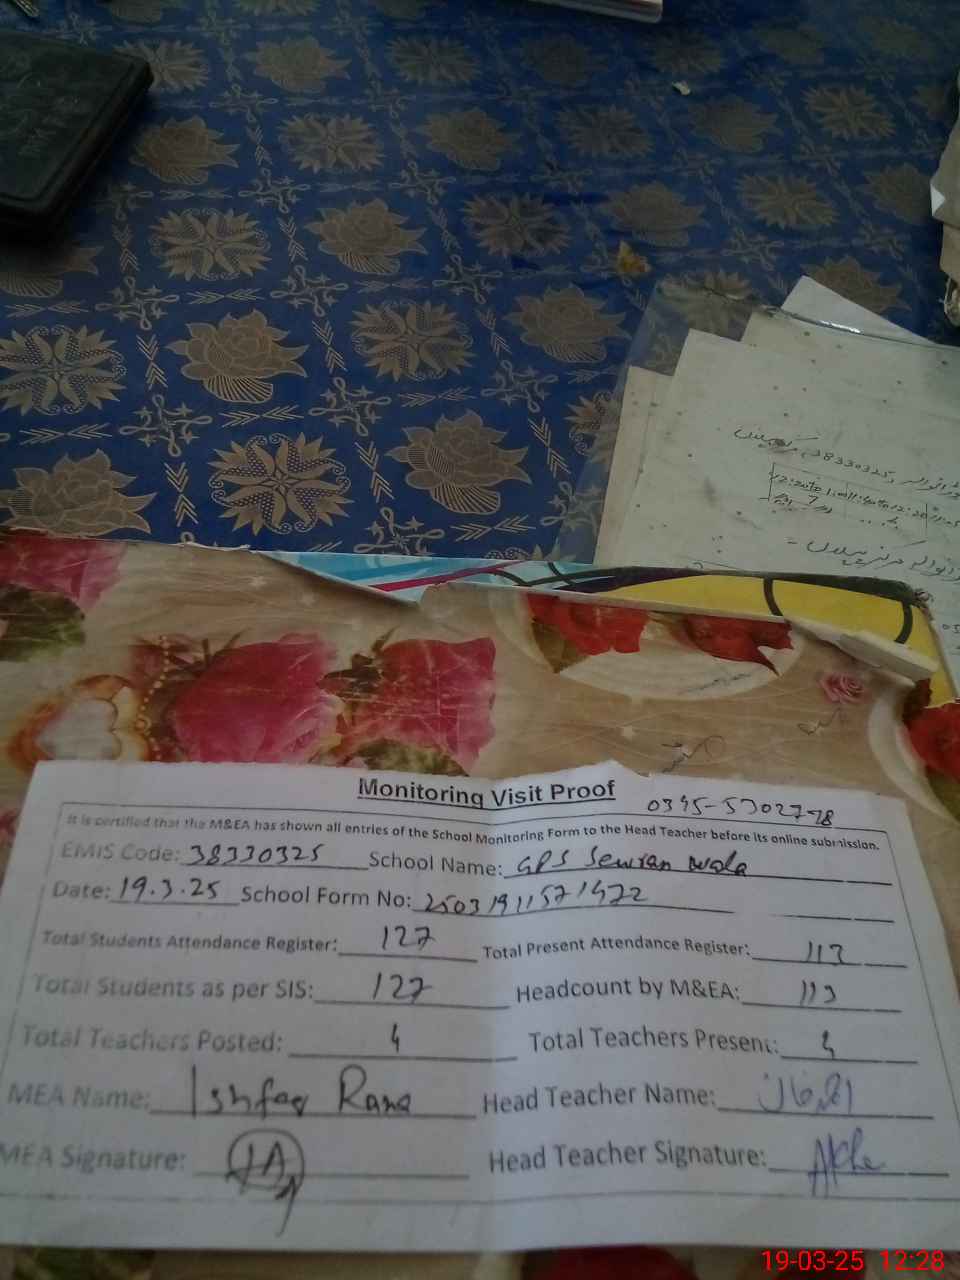 38330325
Monitoring Visit Proof
0345-5302778
It is certified that the M&EA has shown all entries of the School Monitoring Form to the Head Teacher before its online submission.
EMIS Code: 38330325 School Name: GPS Sewran wala
Date: 19.3.25 School Form No: 25031911571472
Total Students Attendance Register: 127 Total Present Attendance Register: 113
Total Students as per SIS: 127 Headcount by M&EA: 113
Total Teachers Posted: 4 Total Teachers Present: 4
MEA Name: Ishfaq Rana Head Teacher Name:
MEA Signature: IA Head Teacher Signature:
19-03-25 12:28